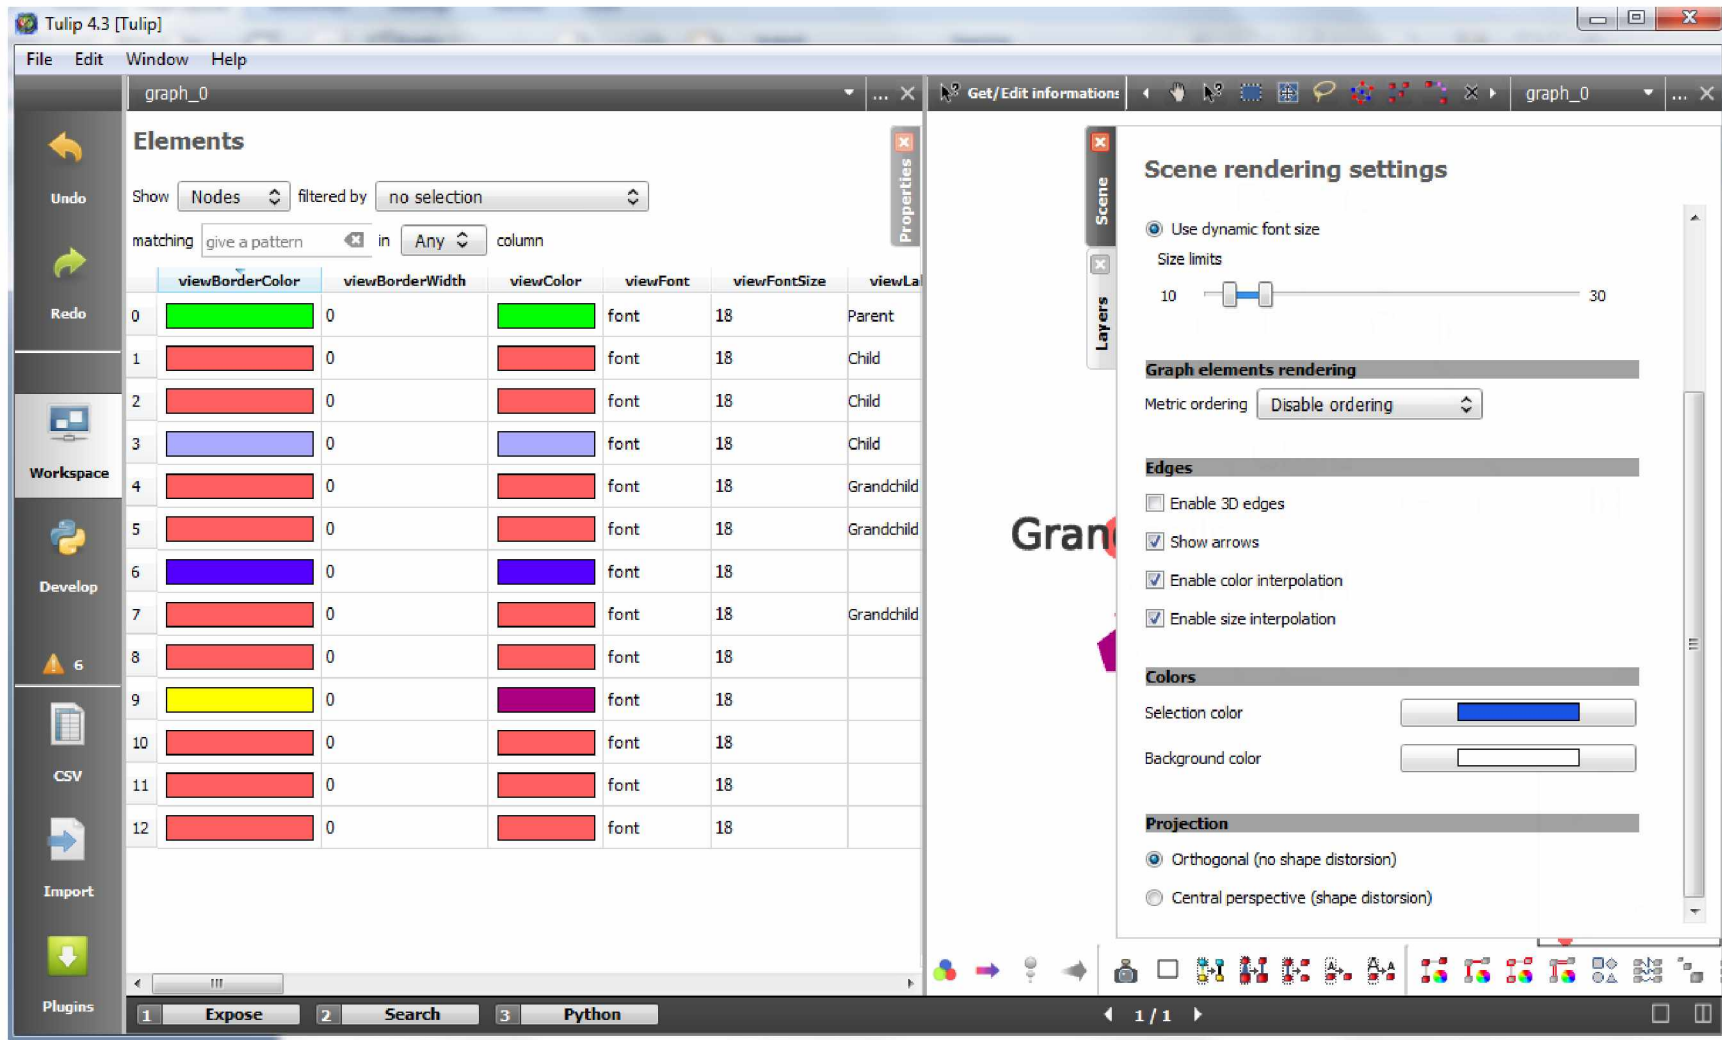 Tulip 4.3 [Tulip]
File Edit Window Help
graph_0 ...
Get/Edit informations graph_0 ...
Undo
Redo
Workspace
Develop
6
CSV
Import
Plugins
Elements
Properties
Show Nodes filtered by no selection
matching give a pattern in Any column
viewBorderColor viewBorderWidth viewColor viewFont viewFontSize viewLal
0 0 font 18 Parent
1 0 font 18 Child
2 0 font 18 Child
3 0 font 18 Child
4 0 font 18 Grandchild
5 0 font 18 Grandchild
6 0 font 18
7 0 font 18 Grandchild
8 0 font 18
9 0 font 18
10 0 font 18
11 0 font 18
12 0 font 18
Gran
Scene
Layers
Scene rendering settings
Use dynamic font size
Size limits
10 30
Graph elements rendering
Metric ordering Disable ordering
Edges
Enable 3D edges
Show arrows
Enable color interpolation
Enable size interpolation
Colors
Selection color
Background color
Projection
Orthogonal (no shape distorsion)
Central perspective (shape distorsion)
1 Expose 2 Search 3 Python
1 / 1